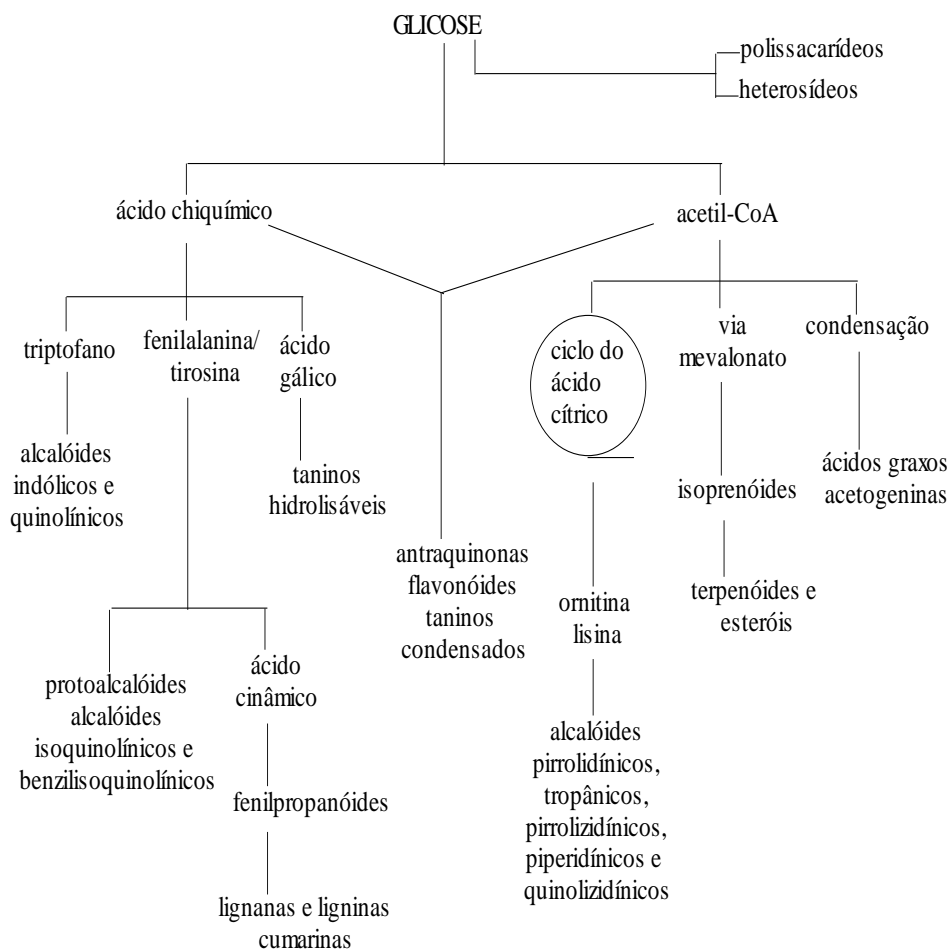 GLICOSE
polissacarídeos
heterosídeos
ácido chiquímico
acetil-CoA
triptofano
fenilalanina/
tirosina
ácido
gálico
ciclo do
ácido
cítrico
via
mevalonato
condensação
alcalóides
indólicos e
quinolínicos
taninos
hidrolisáveis
antraquinonas
flavonóides
taninos
condensados
ornitina
lisina
isoprenóides
ácidos graxos
acetogeninas
terpenóides e
esteróis
protoalcalóides
alcalóides
isoquinolínicos e
benzilisoquinolínicos
ácido
cinâmico
fenilpropanóides
lignanas e ligninas
cumarinas
alcalóides
pirrolidínicos,
tropânicos,
pirrolizidínicos,
piperidínicos e
quinolizidínicos